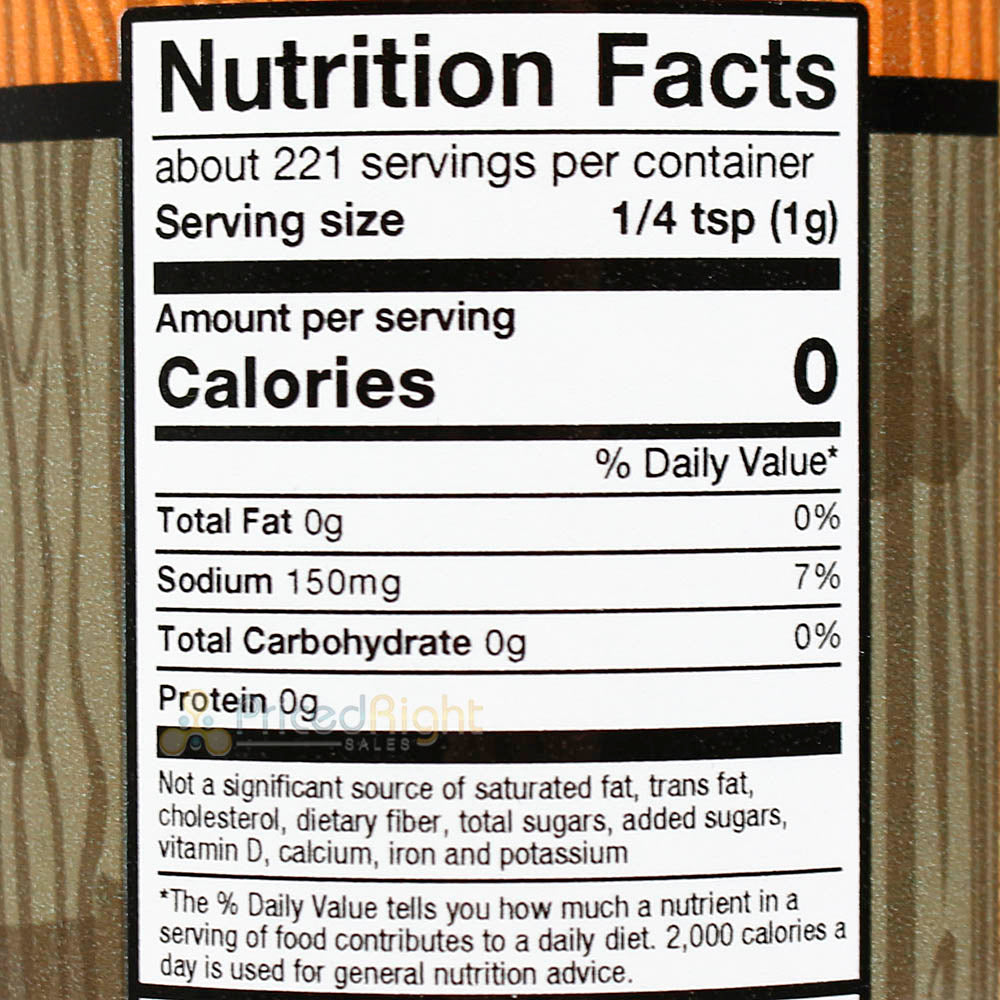 Nutrition Facts
about 221 servings per container
Serving size 1/4 tsp (1g)
Amount per serving
Calories 0
% Daily Value*
Total Fat 0g 0%
Sodium 150mg 7%
Total Carbohydrate 0g 0%
Protein 0g
PricedRight
SALES
Not a significant source of saturated fat, trans fat,
cholesterol, dietary fiber, total sugars, added sugars,
vitamin D, calcium, iron and potassium
*The % Daily Value tells you how much a nutrient in a
serving of food contributes to a daily diet. 2,000 calories a
day is used for general nutrition advice.